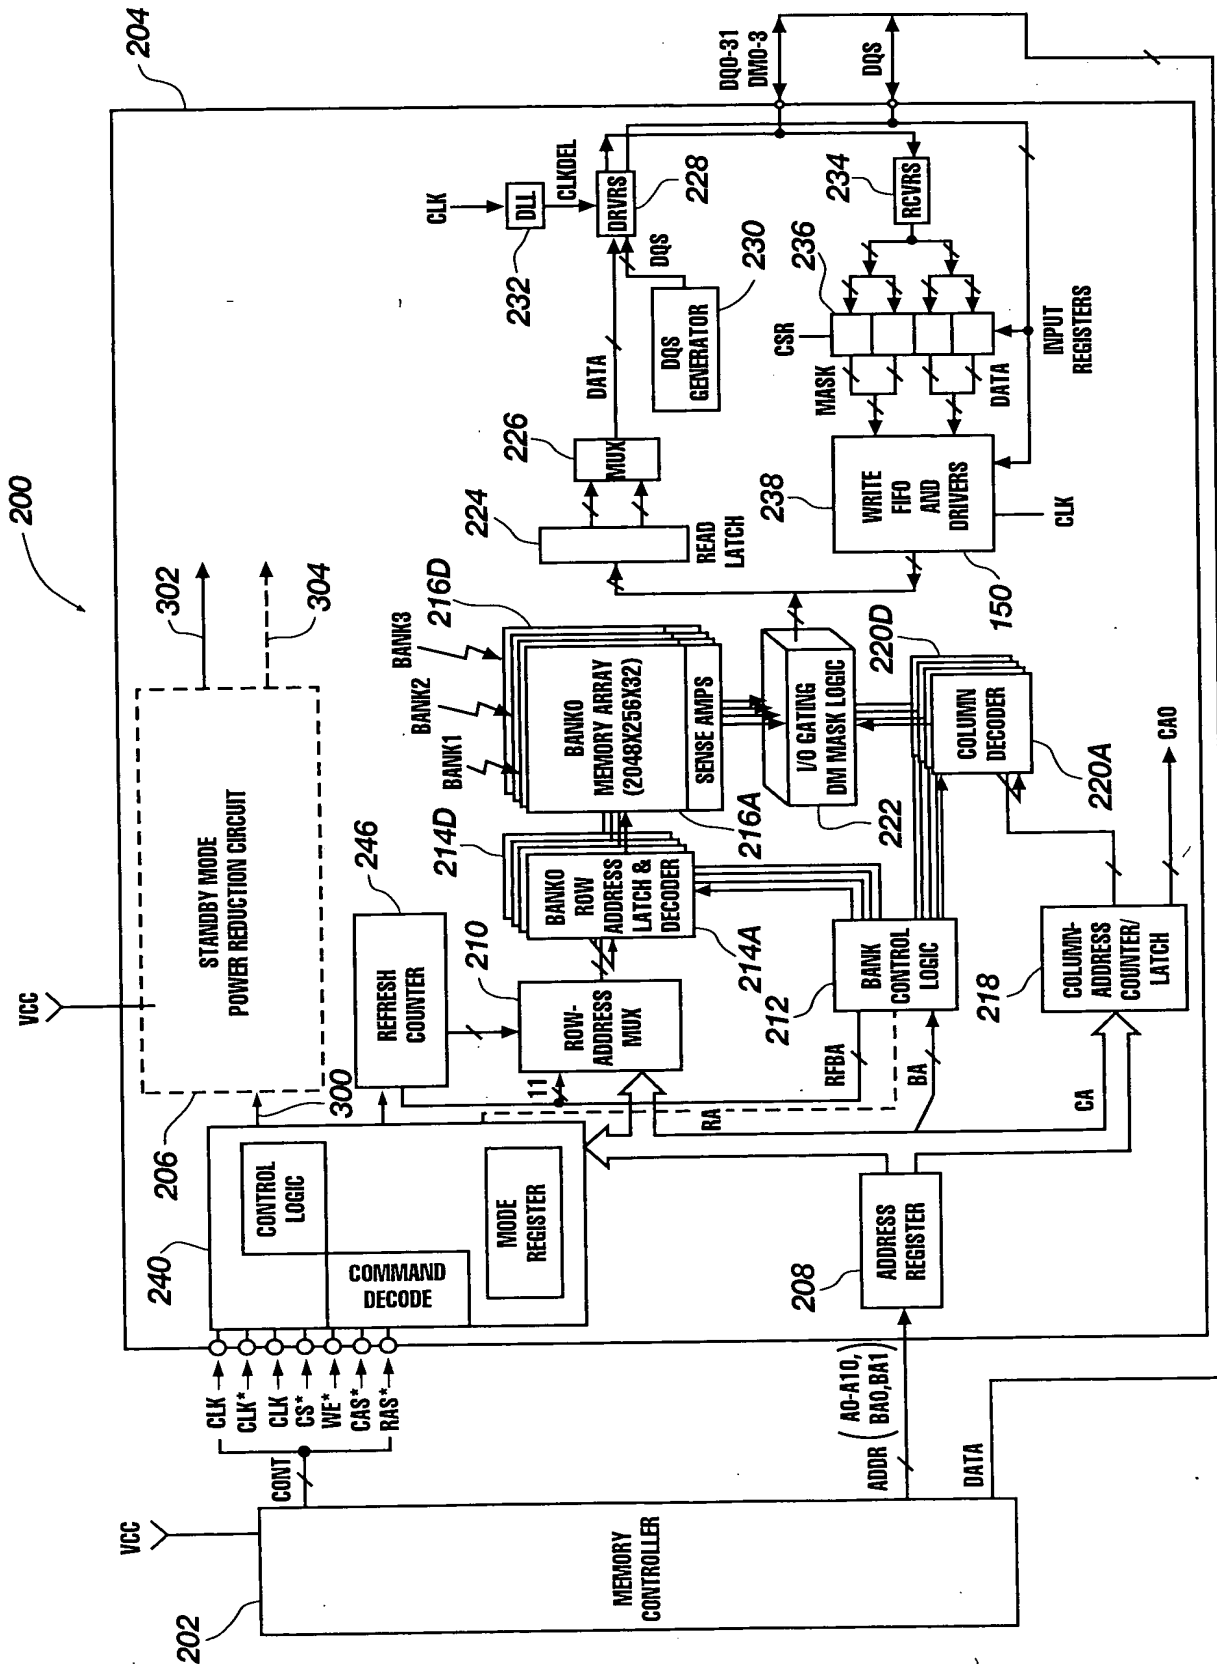 200
204
VCC
206
STANDBY MODE
POWER REDUCTION CIRCUIT
300
302
304
240
CONTROL
LOGIC
COMMAND
DECODE
MODE
REGISTER
CLK
CLK*
CLK
CS*
WE*
CAS*
RAS*
CONT
VCC
202
MEMORY
CONTROLLER
ADDR
(A0-A10,
BA0,BA1)
DATA
208
ADDRESS
REGISTER
246
REFRESH
COUNTER
11
210
ROW-
ADDRESS
MUX
RFBA
RA
BA
CA
212
BANK
CONTROL
LOGIC
218
COLUMN-
ADDRESS
COUNTER/
LATCH
CAO
214D
BANKO
ROW
ADDRESS
LATCH &
DECODER
214A
BANK1
BANK2
BANK3
216D
BANKO
MEMORY ARRAY
(2048X256X32)
SENSE AMPS
216A
222
I/O GATING
DM MASK LOGIC
220D
COLUMN
DECODER
220A
224
READ
LATCH
226
MUX
DATA
CLK
DLL
232
CLKDEL
DRVRS
228
DQS
DQS
GENERATOR
230
DQ0-31
DM0-3
DQS
234
RCVRS
236
CSR
INPUT
REGISTERS
MASK
DATA
238
WRITE
FIFO
AND
DRIVERS
150
CLK